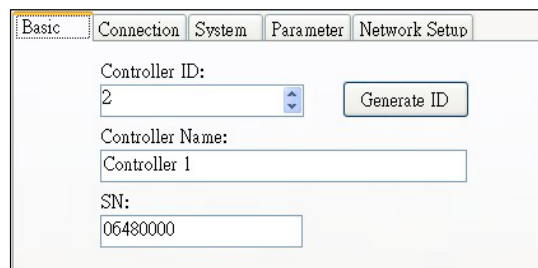 Basic Connection System Parameter Network Setup
Controller ID:
2 Generate ID
Controller Name:
Controller 1
SN:
06480000